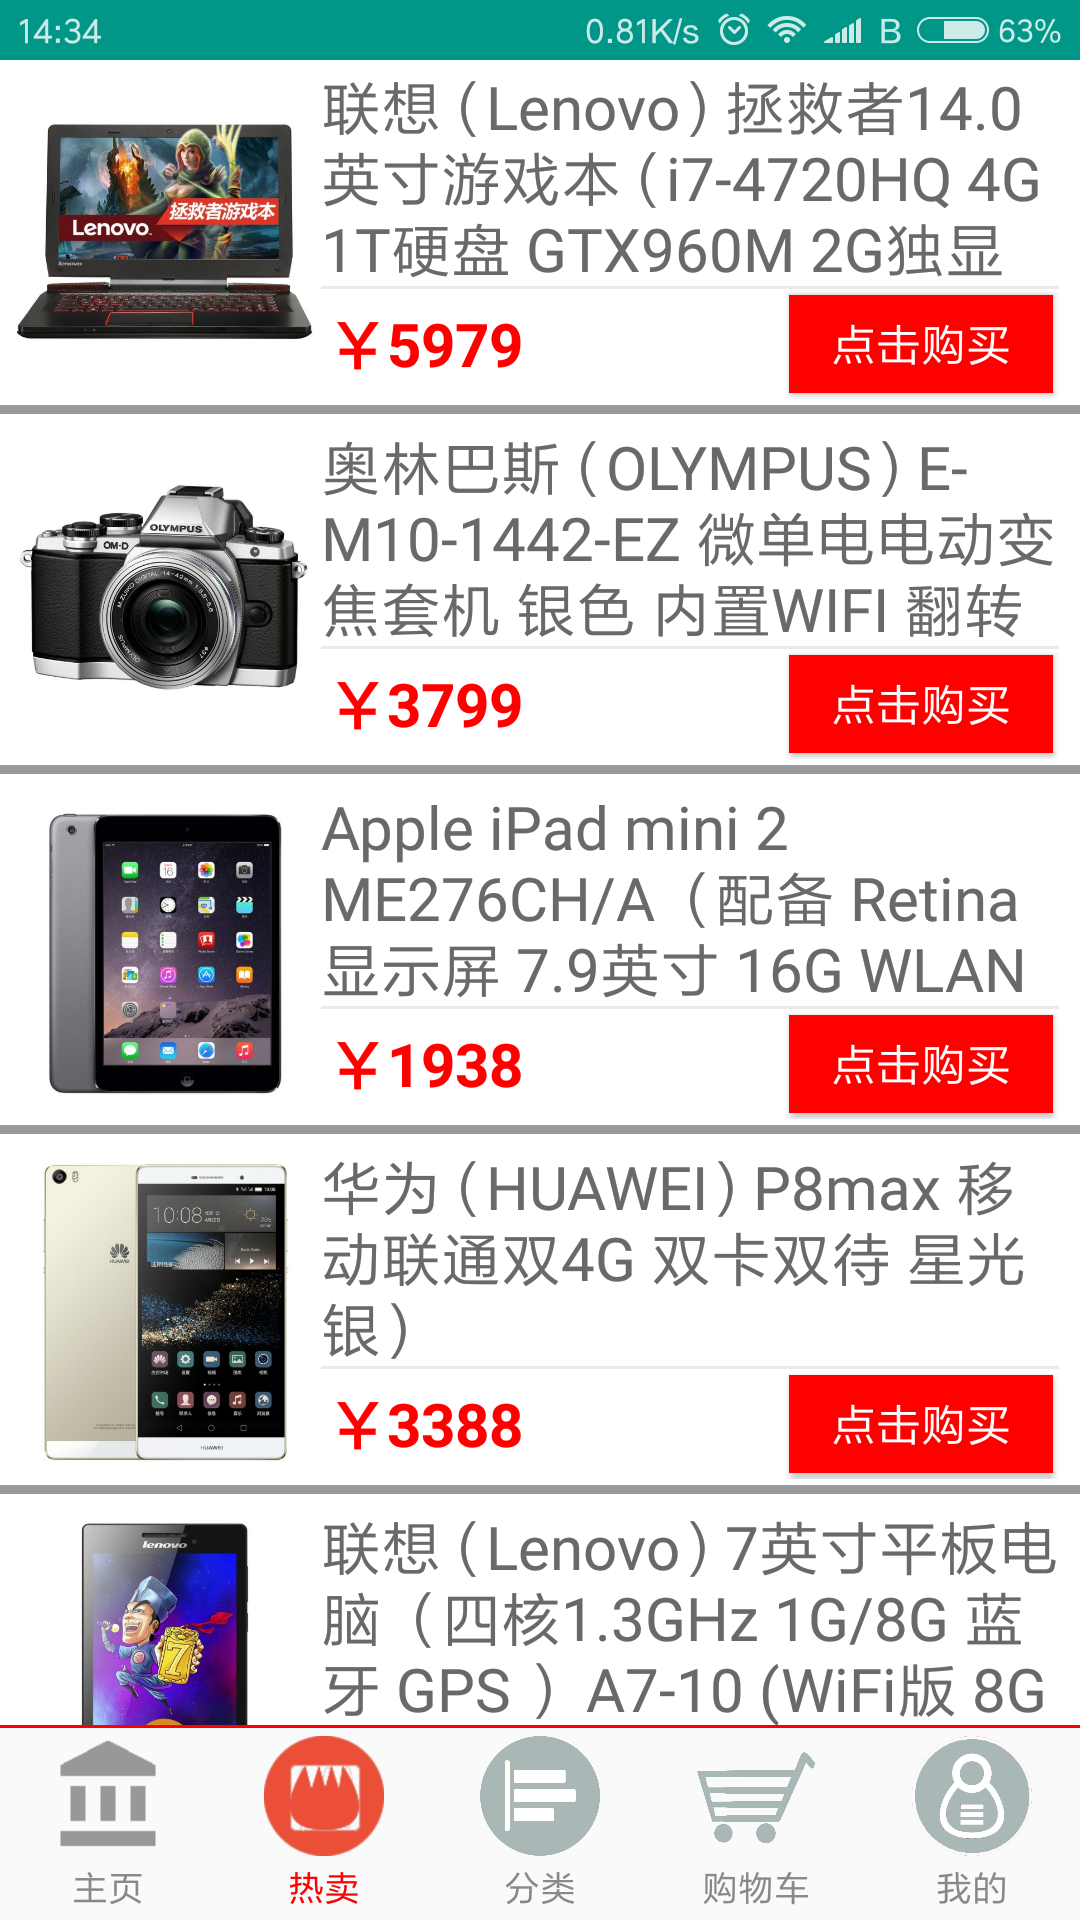 14:34
0.81K/s
B
63%
联想（Lenovo）拯救者14.0
英寸游戏本（i7-4720HQ 4G
1T硬盘 GTX960M 2G独显
拯救者游戏本
Lenovo
￥5979
点击购买
奥林巴斯（OLYMPUS）E-
M10-1442-EZ 微单电电动变
焦套机 银色 内置WIFI 翻转
OLYMPUS
OM-D
￥3799
点击购买
Apple iPad mini 2
ME276CH/A（配备 Retina
显示屏 7.9英寸 16G WLAN
￥1938
点击购买
华为（HUAWEI）P8max 移
动联通双4G 双卡双待 星光
银）
10:08
HUAWEI
HUAWEI
￥3388
点击购买
联想（Lenovo）7英寸平板电
脑（四核1.3GHz 1G/8G 蓝
牙 GPS ）A7-10 (WiFi版 8G
lenovo
7
主页
热卖
分类
购物车
我的